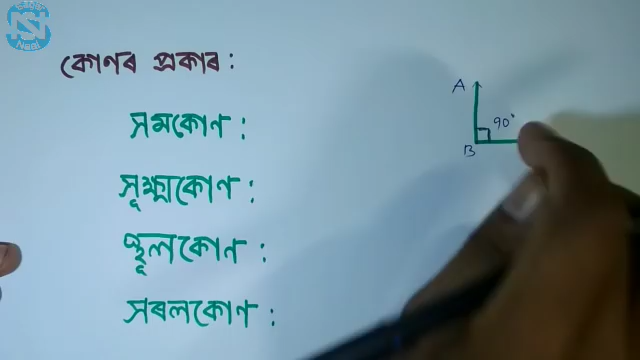 কোণৰ প্ৰকাৰ :
সমকোণ :
সূক্ষ্মকোণ :
স্থূলকোণ :
সৰলকোণ :
A
90°
B